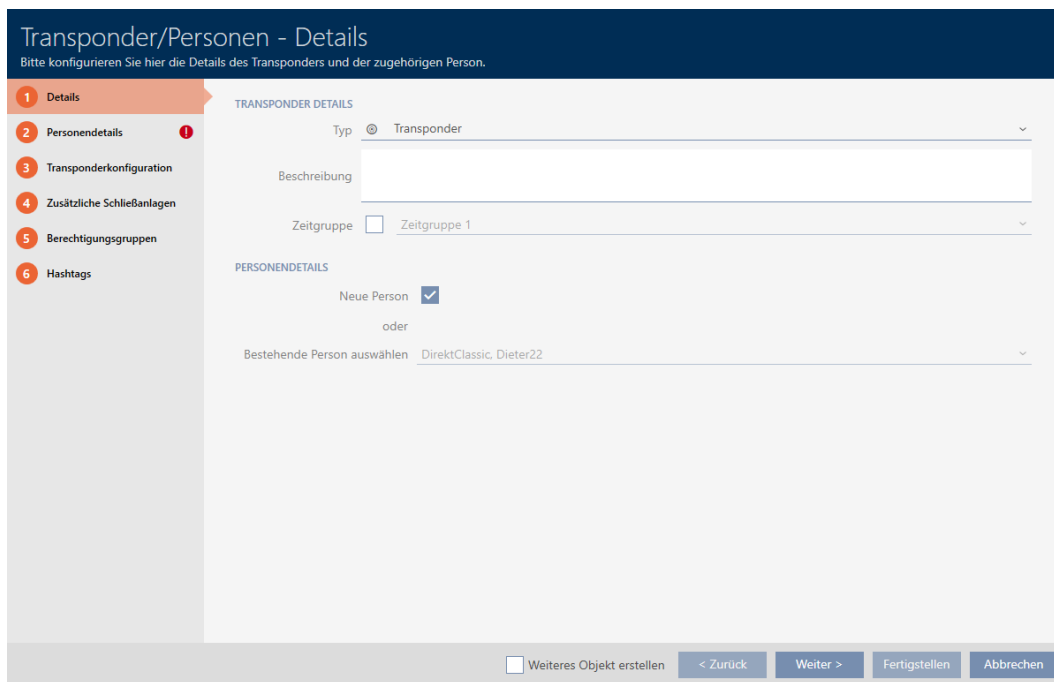 Transponder/Personen - Details
Bitte konfigurieren Sie hier die Details des Transponders und der zugehörigen Person.
1 Details
2 Personendetails !
3 Transponderkonfiguration
4 Zusätzliche Schließanlagen
5 Berechtigungsgruppen
6 Hashtags
TRANSPONDER DETAILS
Typ Transponder
Beschreibung
Zeitgruppe Zeitgruppe 1
PERSONENDETAILS
Neue Person
oder
Bestehende Person auswählen DirektClassic, Dieter22
Weiteres Objekt erstellen < Zurück Weiter > Fertigstellen Abbrechen